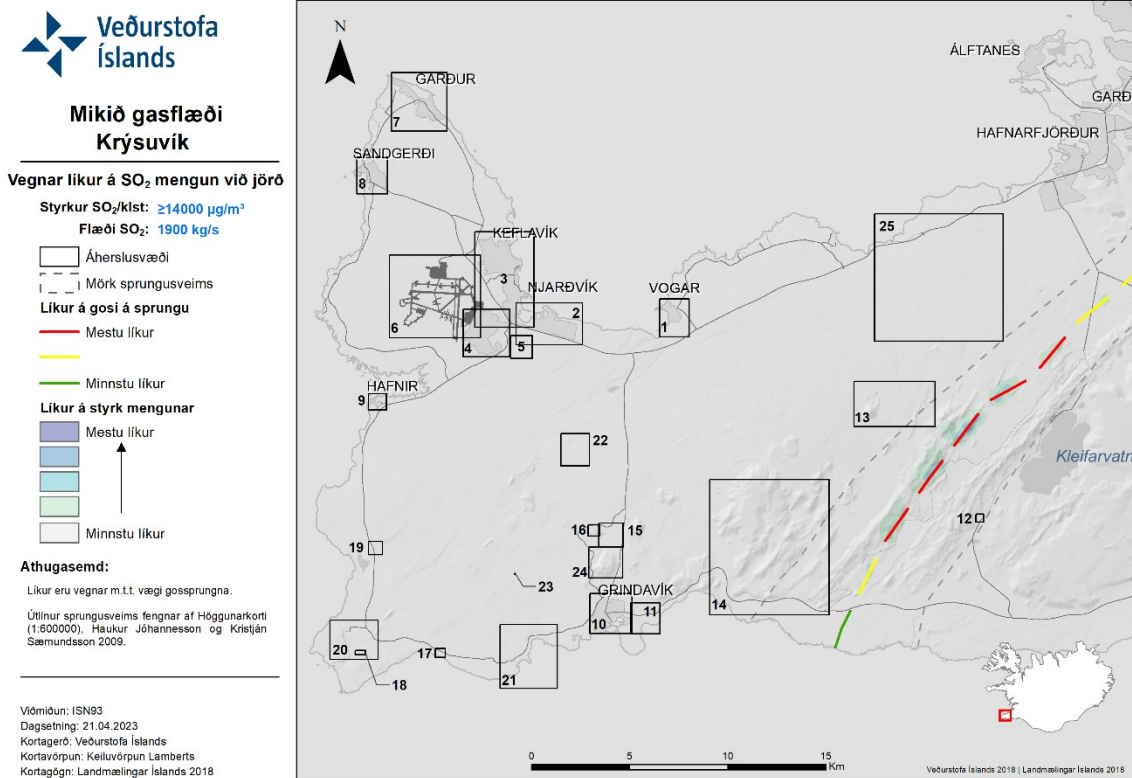 Veðurstofa
Íslands
Mikið gasflæði
Krýsuvík
Vegnar líkur á SO₂ mengun við jörð
Styrkur SO₂/klst: ≥14000 µg/m³
Flæði SO₂: 1900 kg/s
Áherslusvæði
Mörk sprungusveims
Líkur á gosi á sprungu
Mestu líkur
Minnstu líkur
Líkur á styrk mengunar
Mestu líkur
Minnstu líkur
Athugasemd:
Líkur eru vegnar m.t.t. vægi gossprungna.
Útlínur sprungusveims fengnar af Höggunarkorti
(1:600000), Haukur Jóhannesson og Kristján
Sæmundsson 2009.
Viðmiðun: ISN93
Dagsetning: 21.04.2023
Kortagerð: Veðurstofa Íslands
Kortavörpun: Keiluvörpun Lamberts
Kortagögn: Landmælingar Íslands 2018
N
ÁLFTANES
GARÐUR
GARÐ
7
HAFNARFJÖRÐUR
SANDGERÐI
8
25
KEFLAVÍK
3
NJARÐVÍK
VOGAR
6
2
1
4
5
HAFNIR
9
13
22
Kleifarvatn
16
15
12
19
24
23
GRINDAVÍK
14
10
11
20
17
18
21
0
5
10
15
Km
Veðurstofa Íslands 2018 | Landmælingar Íslands 2018